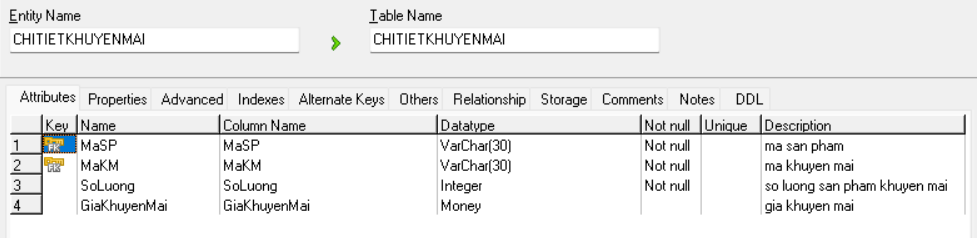 Entity Name Table Name
CHITIETKHUYENMAI CHITIETKHUYENMAI
Attributes Properties Advanced Indexes Alternate Keys Others Relationship Storage Comments Notes DDL
Key Name Column Name Datatype Not null Unique Description
1 FK MaSP MaSP VarChar(30) Not null ma san pham
2 FK MaKM MaKM VarChar(30) Not null ma khuyen mai
3 SoLuong SoLuong Integer Not null so luong san pham khuyen mai
4 GiaKhuyenMai GiaKhuyenMai Money gia khuyen mai